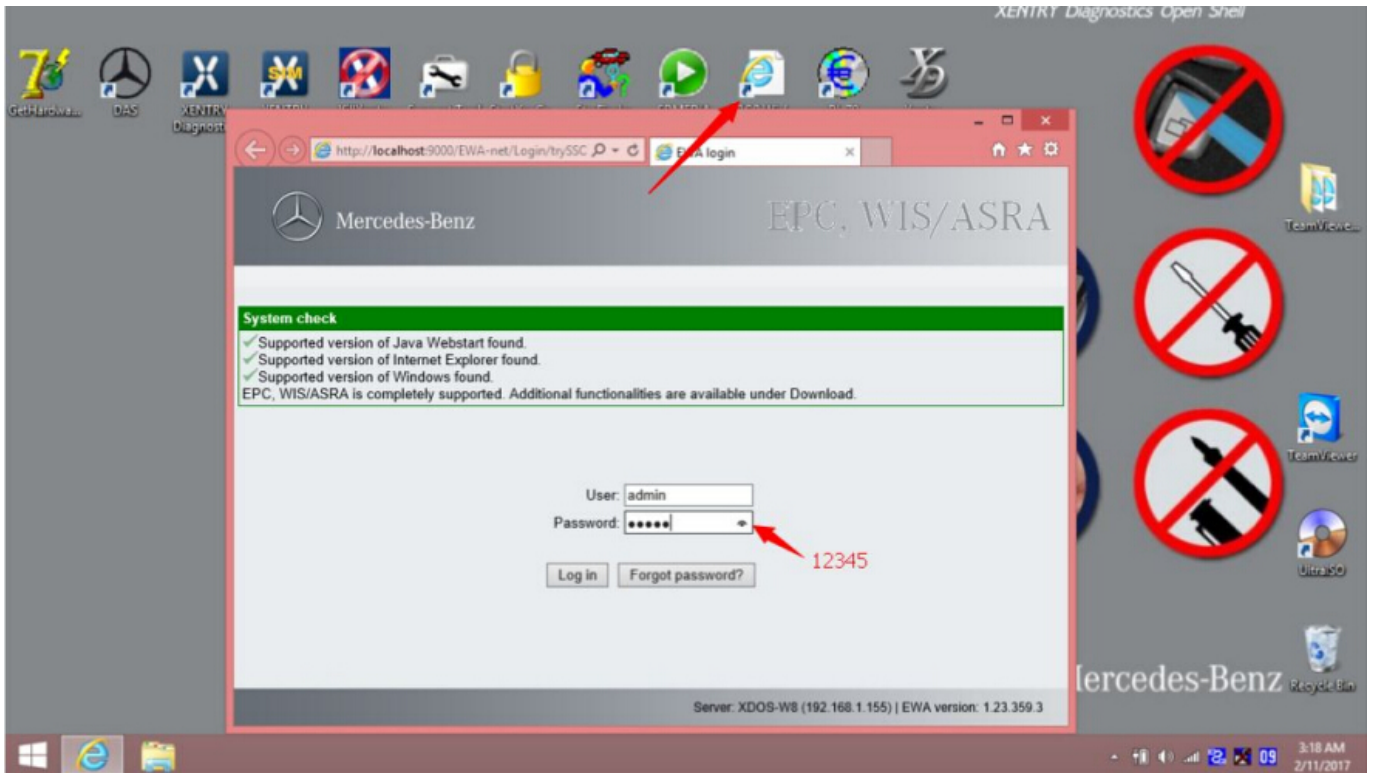 XENTRY Diagnostics Open Shell
GetHardwa...
DAS
XENTRY
Diagnost
http://localhost:9000/EWA-net/Login/trySSC
EWA login
Mercedes-Benz
EPC, WIS/ASRA
TeamViewe...
System check
Supported version of Java Webstart found.
Supported version of Internet Explorer found.
Supported version of Windows found.
EPC, WIS/ASRA is completely supported. Additional functionalities are available under Download.
TeamViewer
User: admin
Password: •••••
12345
Log in
Forgot password?
UltraISO
ercedes-Benz
Recycle Bin
Server: XDOS-W8 (192.168.1.155) | EWA version: 1.23.359.3
09
3:18 AM
2/11/2017